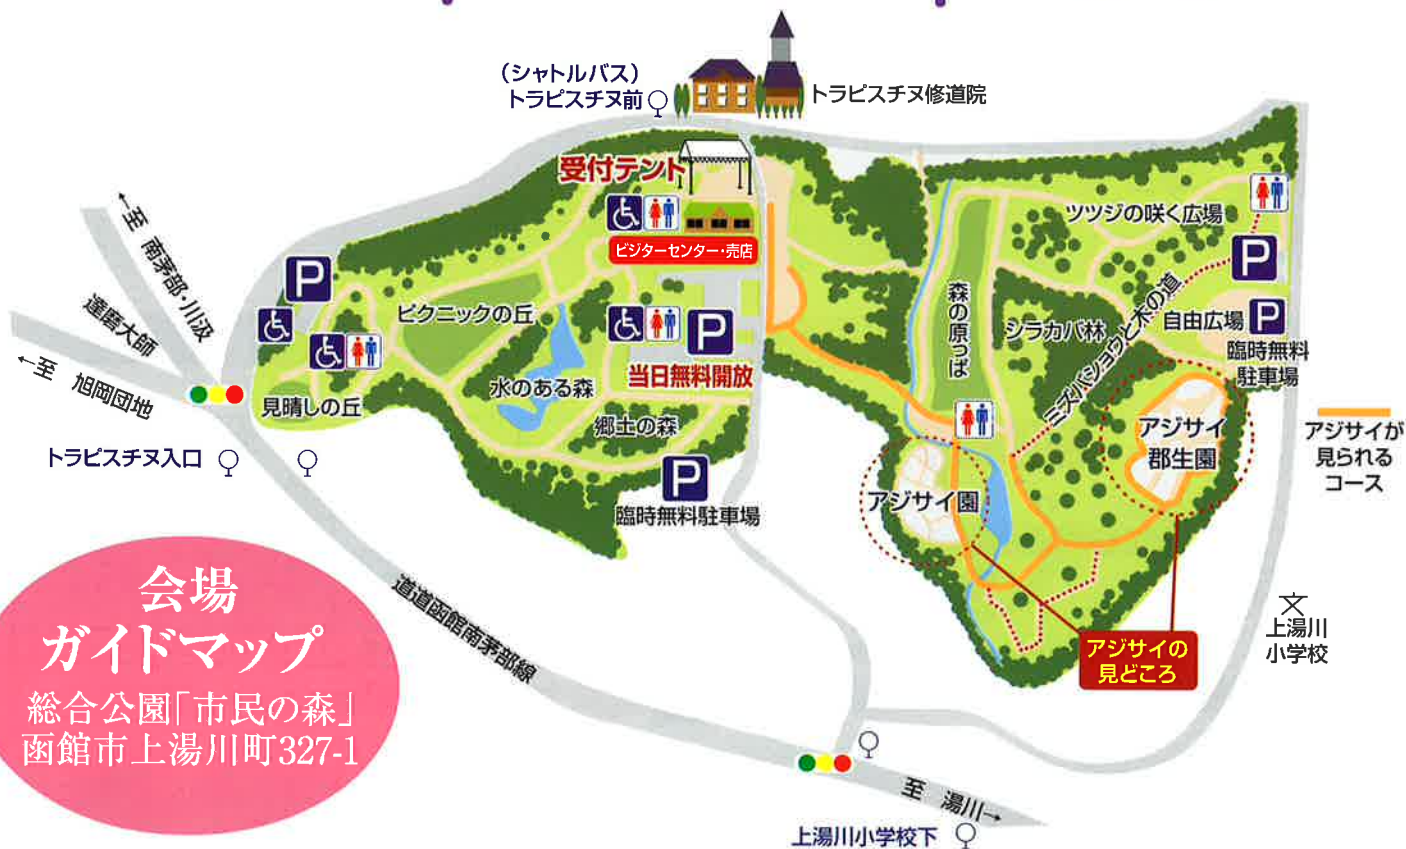 （シャトルバス）
トラピスチヌ前
トラピスチヌ修道院
受付テント
ビジターセンター・売店
ツツジの咲く広場
P
←至 南茅部・川汲
達磨大師
←至 旭岡団地
P
ピクニックの丘
水のある森
見晴しの丘
P
当日無料開放
郷土の森
P
臨時無料駐車場
森の原っぱ
シラカバ林
ミズバショウと木の道
自由広場
P
臨時無料
駐車場
アジサイ
郡生園
アジサイ園
アジサイが
見られる
コース
トラピスチヌ入口
アジサイの
見どころ
文
上湯川
小学校
道道函館南茅部線
会場
ガイドマップ
総合公園「市民の森」
函館市上湯川町327-1
至 湯川→
上湯川小学校下